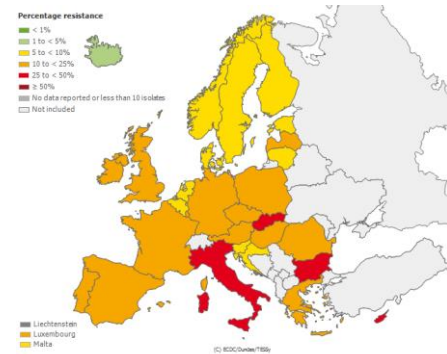 Percentage resistance
< 1%
1 to < 5%
5 to < 10%
10 to < 25%
25 to < 50%
≥ 50%
No data reported or less than 10 isolates
Not included
Liechtenstein
Luxembourg
Malta
(C) ECDC/Dundas/TESSy